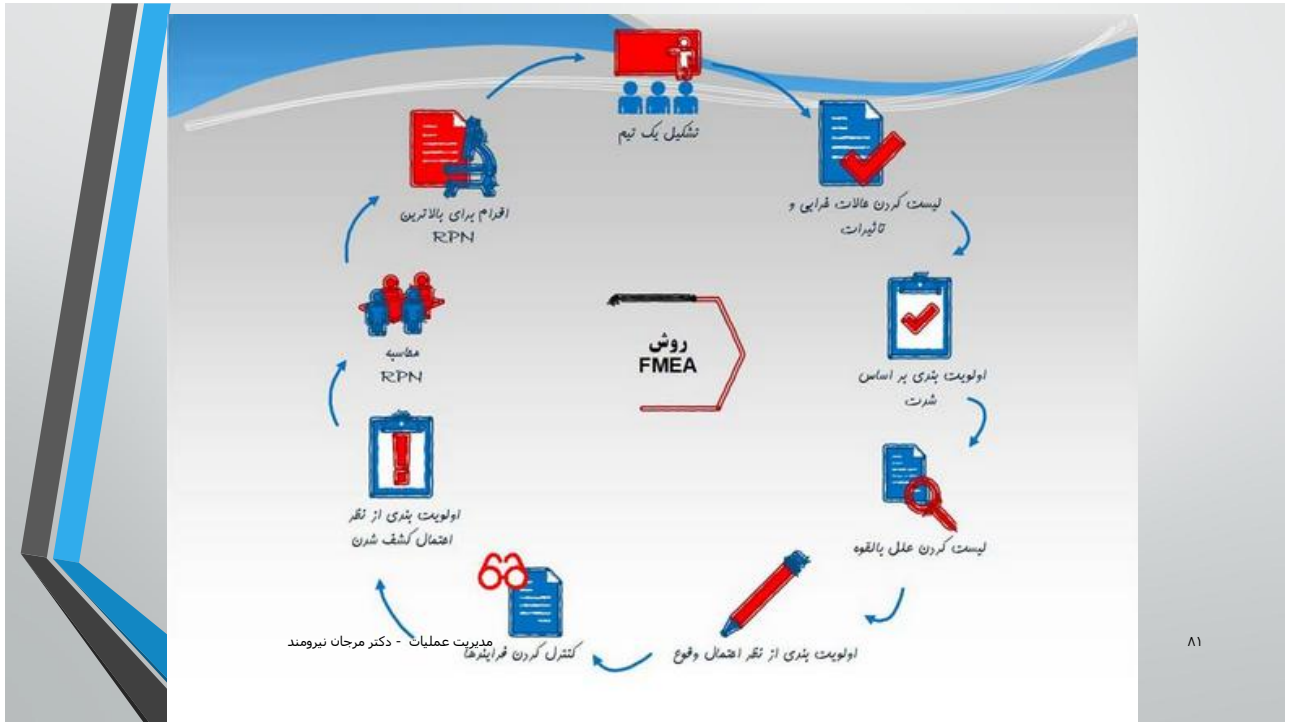 تشکیل یک تیم
لیست کردن حالات خرابی و
تاثیرات
اولویت بندی بر اساس
شدت
لیست کردن علل بالقوه
اولویت بندی از نظر احتمال وقوع
کنترل کردن فرایندها
اولویت بندی از نظر
احتمال کشف شدن
محاسبه
RPN
اقدام برای بالاترین
RPN
روش
FMEA
مدیریت عملیات - دکتر مرجان نیرومند
۸۱